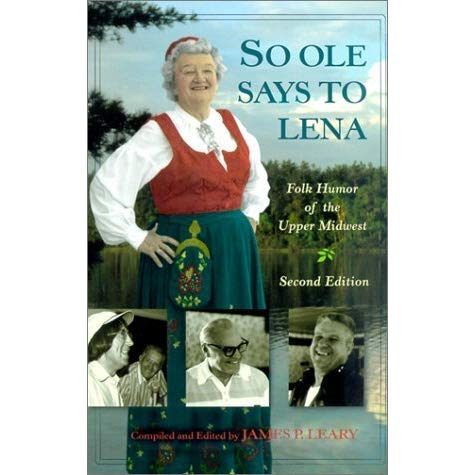 SO OLE
SAYS TO
LENA
Folk Humor
of the
Upper Midwest
Second Edition
Compiled and Edited by JAMES P. LEARY